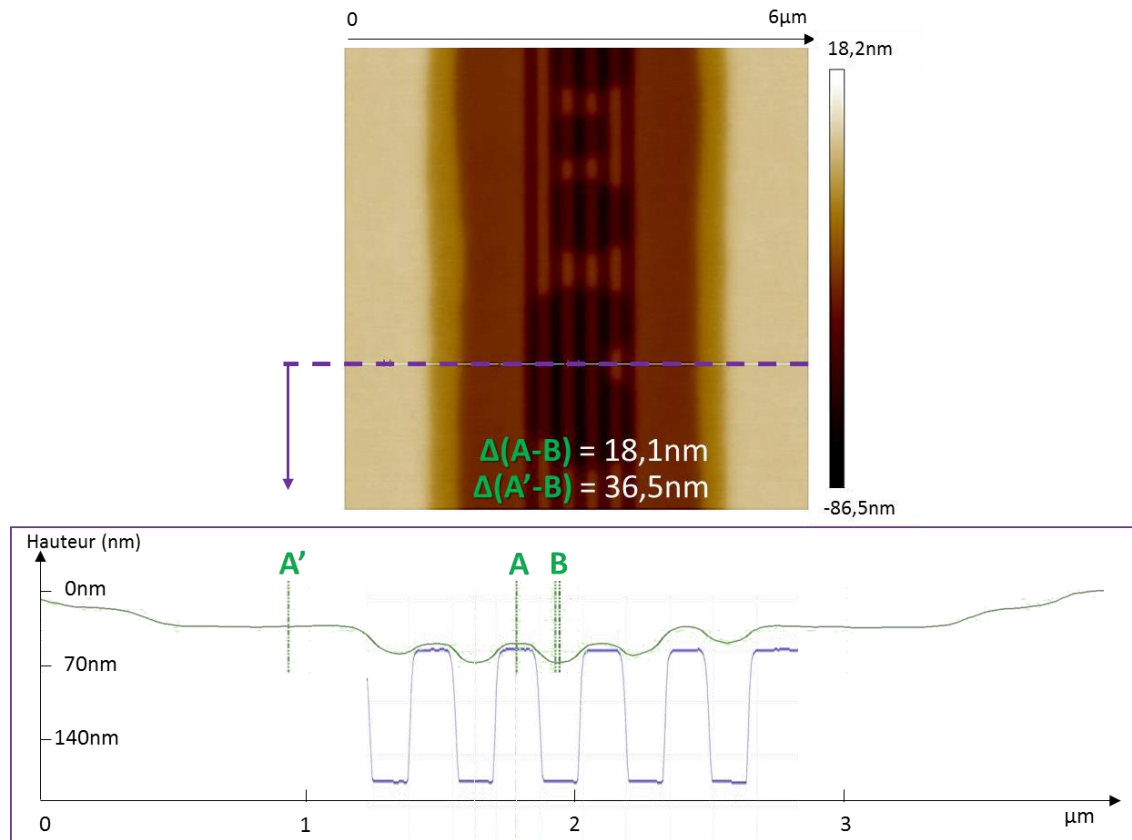 0
6µm
18,2nm
Δ(A-B) = 18,1nm
Δ(A'-B) = 36,5nm
-86,5nm
Hauteur (nm)
A'
A
B
0nm
70nm
140nm
0
1
2
3
µm